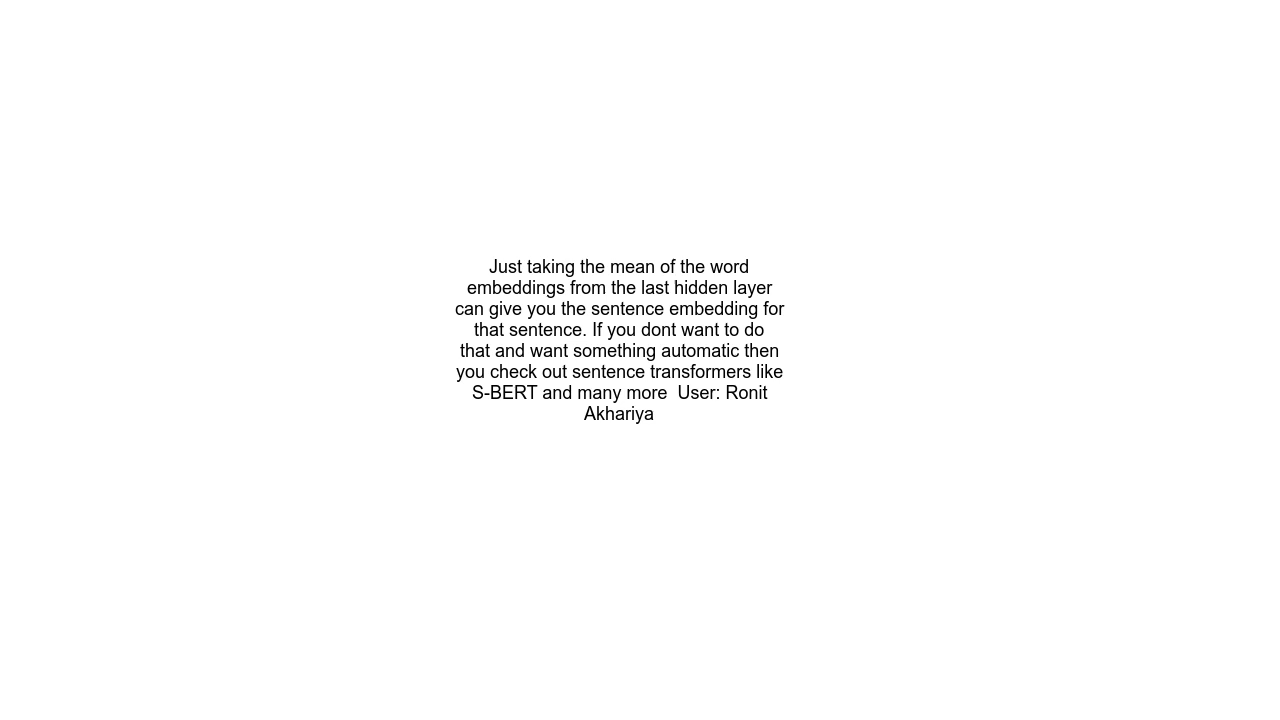 Just taking the mean of the word
embeddings from the last hidden layer
can give you the sentence embedding for
that sentence. If you dont want to do
that and want something automatic then
you check out sentence transformers like
S-BERT and many more  User: Ronit
Akhariya